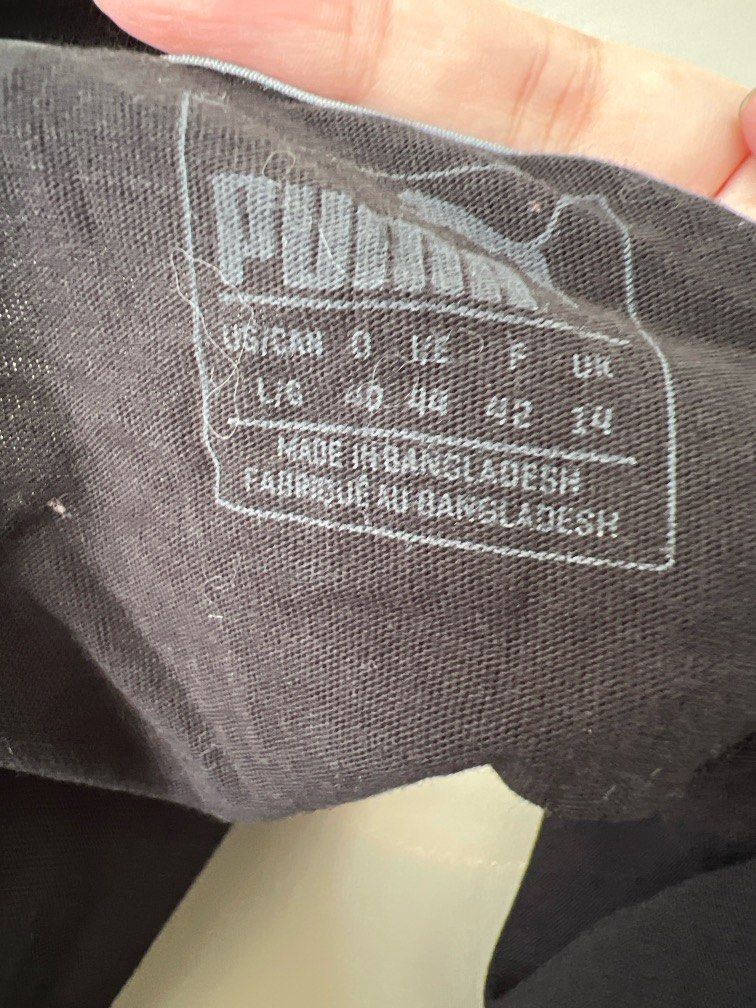 PUMA
US/CAN D I/E F UK
L/G 40 44 42 14
MADE IN BANGLADESH
FABRIQUÉ AU BANGLADESH